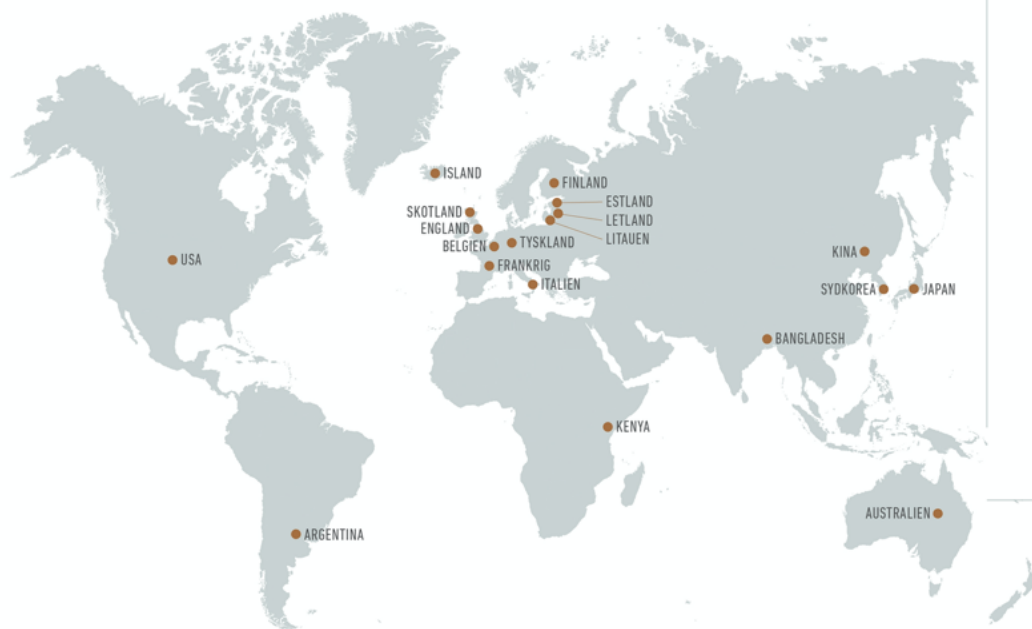 ISLAND
FINLAND
ESTLAND
SKOTLAND
LETLAND
ENGLAND
LITAUEN
BELGIEN
TYSKLAND
KINA
USA
FRANKRIG
ITALIEN
SYDKOREA
JAPAN
BANGLADESH
KENYA
AUSTRALIEN
ARGENTINA